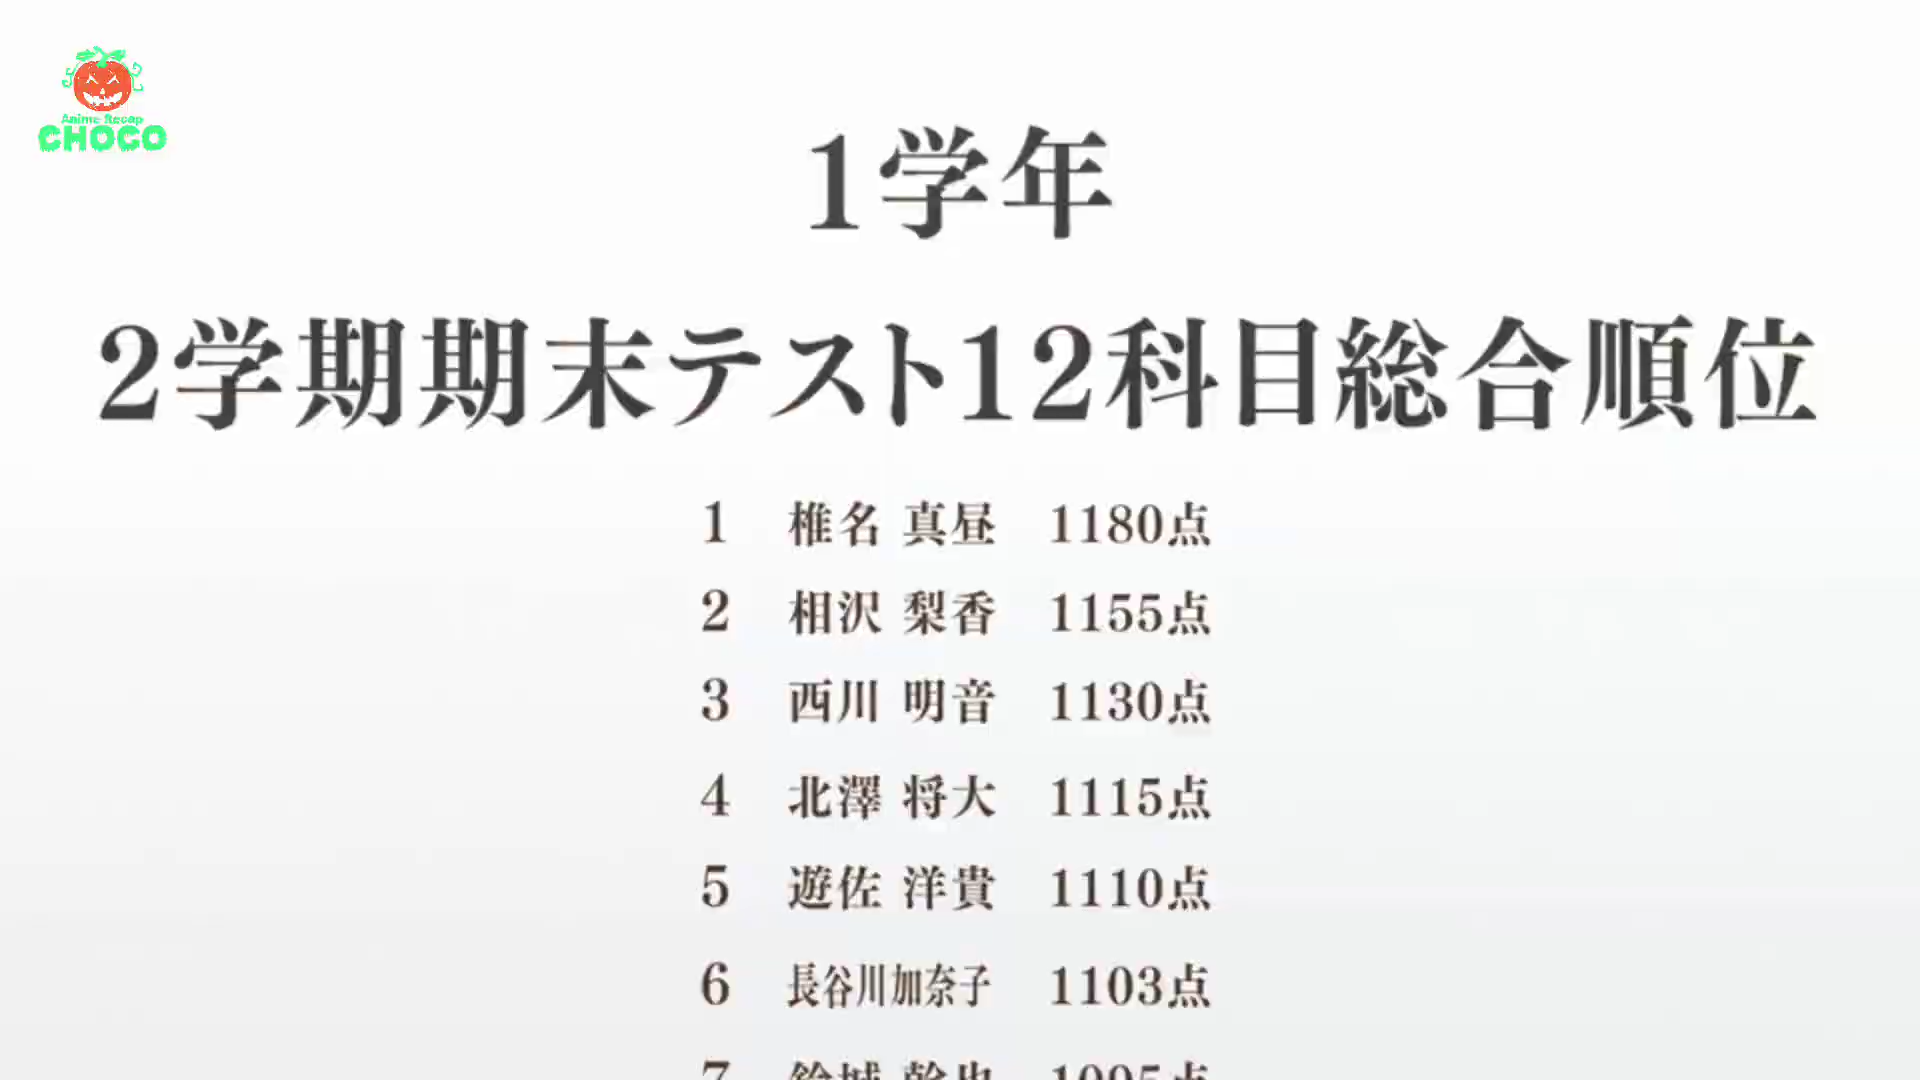 Anime Recap
CHOCO
1学年
2学期期末テスト12科目総合順位
1 椎名 真昼 1180点
2 相沢 梨香 1155点
3 西川 明音 1130点
4 北澤 将大 1115点
5 遊佐 洋貴 1110点
6 長谷川加奈子 1103点
7